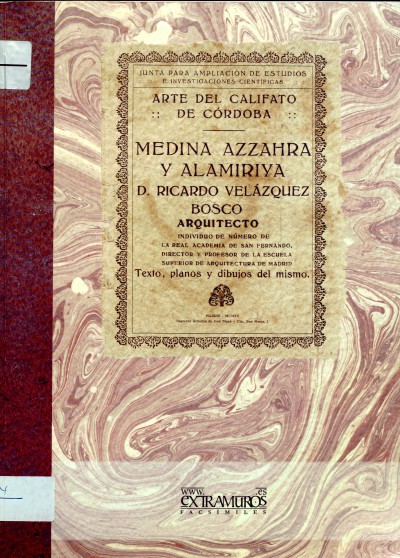 JUNTA PARA AMPLIACIÓN DE ESTUDIOS
E INVESTIGACIONES CIENTÍFICAS
ARTE DEL CALIFATO
:: DE CÓRDOBA ::
MEDINA AZZAHRA
Y ALAMIRIYA
D. RICARDO VELÁZQUEZ
BOSCO
ARQUITECTO
INDIVIDUO DE NÚMERO DE
LA REAL ACADEMIA DE SAN FERNANDO,
DIRECTOR Y PROFESOR DE LA ESCUELA
SUPERIOR DE ARQUITECTURA DE MADRID
Texto, planos y dibujos del mismo.
www. .es
EXTRAMUROS
FACSÍMILES